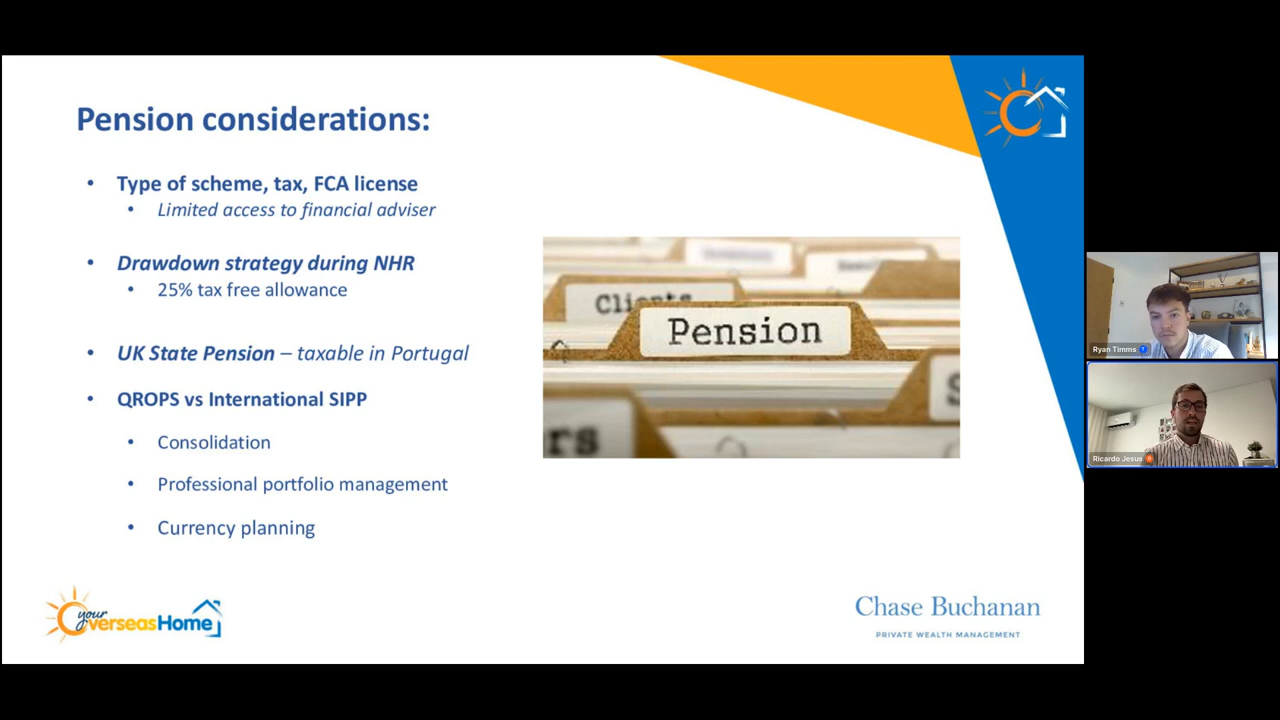 Pension considerations:
Type of scheme, tax, FCA license
Limited access to financial adviser
Drawdown strategy during NHR
25% tax free allowance
UK State Pension – taxable in Portugal
QROPS vs International SIPP
Consolidation
Professional portfolio management
Currency planning
Clients
Pension
rs
your
OverseasHome
Chase Buchanan
PRIVATE WEALTH MANAGEMENT
Ryan Timms
Ricardo Jesus